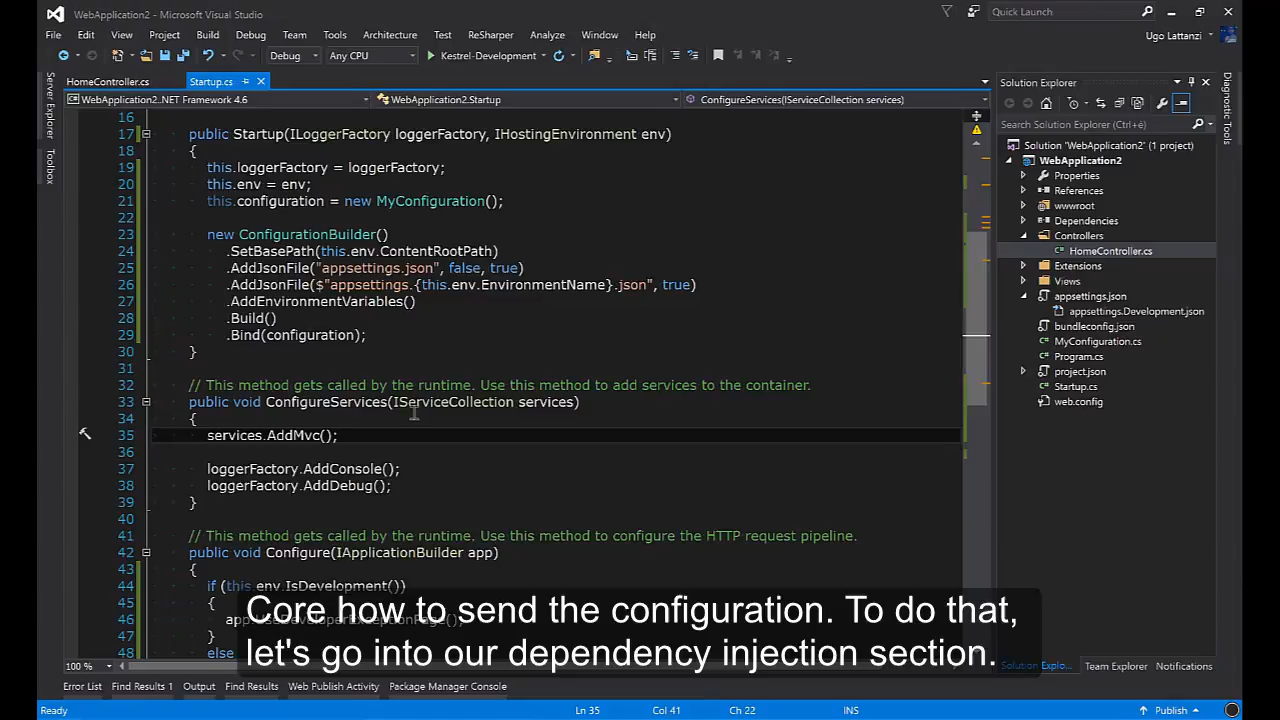 WebApplication2 - Microsoft Visual Studio
Quick Launch
File Edit View Project Build Debug Team Tools Architecture Test ReSharper Analyze Window Help
Ugo Lattanzi
Debug Any CPU Kestrel-Development
Server Explorer
Toolbox
HomeController.cs Startup.cs
WebApplication2..NET Framework 4.6 WebApplication2.Startup ConfigureServices(IServiceCollection services)
16
17 public Startup(ILoggerFactory loggerFactory, IHostingEnvironment env)
18 {
19 this.loggerFactory = loggerFactory;
20 this.env = env;
21 this.configuration = new MyConfiguration();
22
23 new ConfigurationBuilder()
24 .SetBasePath(this.env.ContentRootPath)
25 .AddJsonFile("appsettings.json", false, true)
26 .AddJsonFile($"appsettings.{this.env.EnvironmentName}.json", true)
27 .AddEnvironmentVariables()
28 .Build()
29 .Bind(configuration);
30 }
31
32 // This method gets called by the runtime. Use this method to add services to the container.
33 public void ConfigureServices(IServiceCollection services)
34 {
35 services.AddMvc();
36
37 loggerFactory.AddConsole();
38 loggerFactory.AddDebug();
39 }
40
41 // This method gets called by the runtime. Use this method to configure the HTTP request pipeline.
42 public void Configure(IApplicationBuilder app)
43 {
44 if (this.env.IsDevelopment())
45 {
46 app.UseDeveloperExceptionPage();
47 }
48 else
Core how to send the configuration. To do that,
let's go into our dependency injection section.
100 %
Solution Explorer
Search Solution Explorer (Ctrl+è)
Solution "WebApplication2" (1 project)
WebApplication2
Properties
References
wwwroot
Dependencies
Controllers
HomeController.cs
Extensions
Views
appsettings.json
appsettings.Development.json
bundleconfig.json
MyConfiguration.cs
Program.cs
project.json
Startup.cs
web.config
Diagnostic Tools
Solution Explo... Team Explorer Notifications
Error List Find Results 1 Output Find Results Web Publish Activity Package Manager Console
Ready Ln 35 Col 41 Ch 22 INS Publish